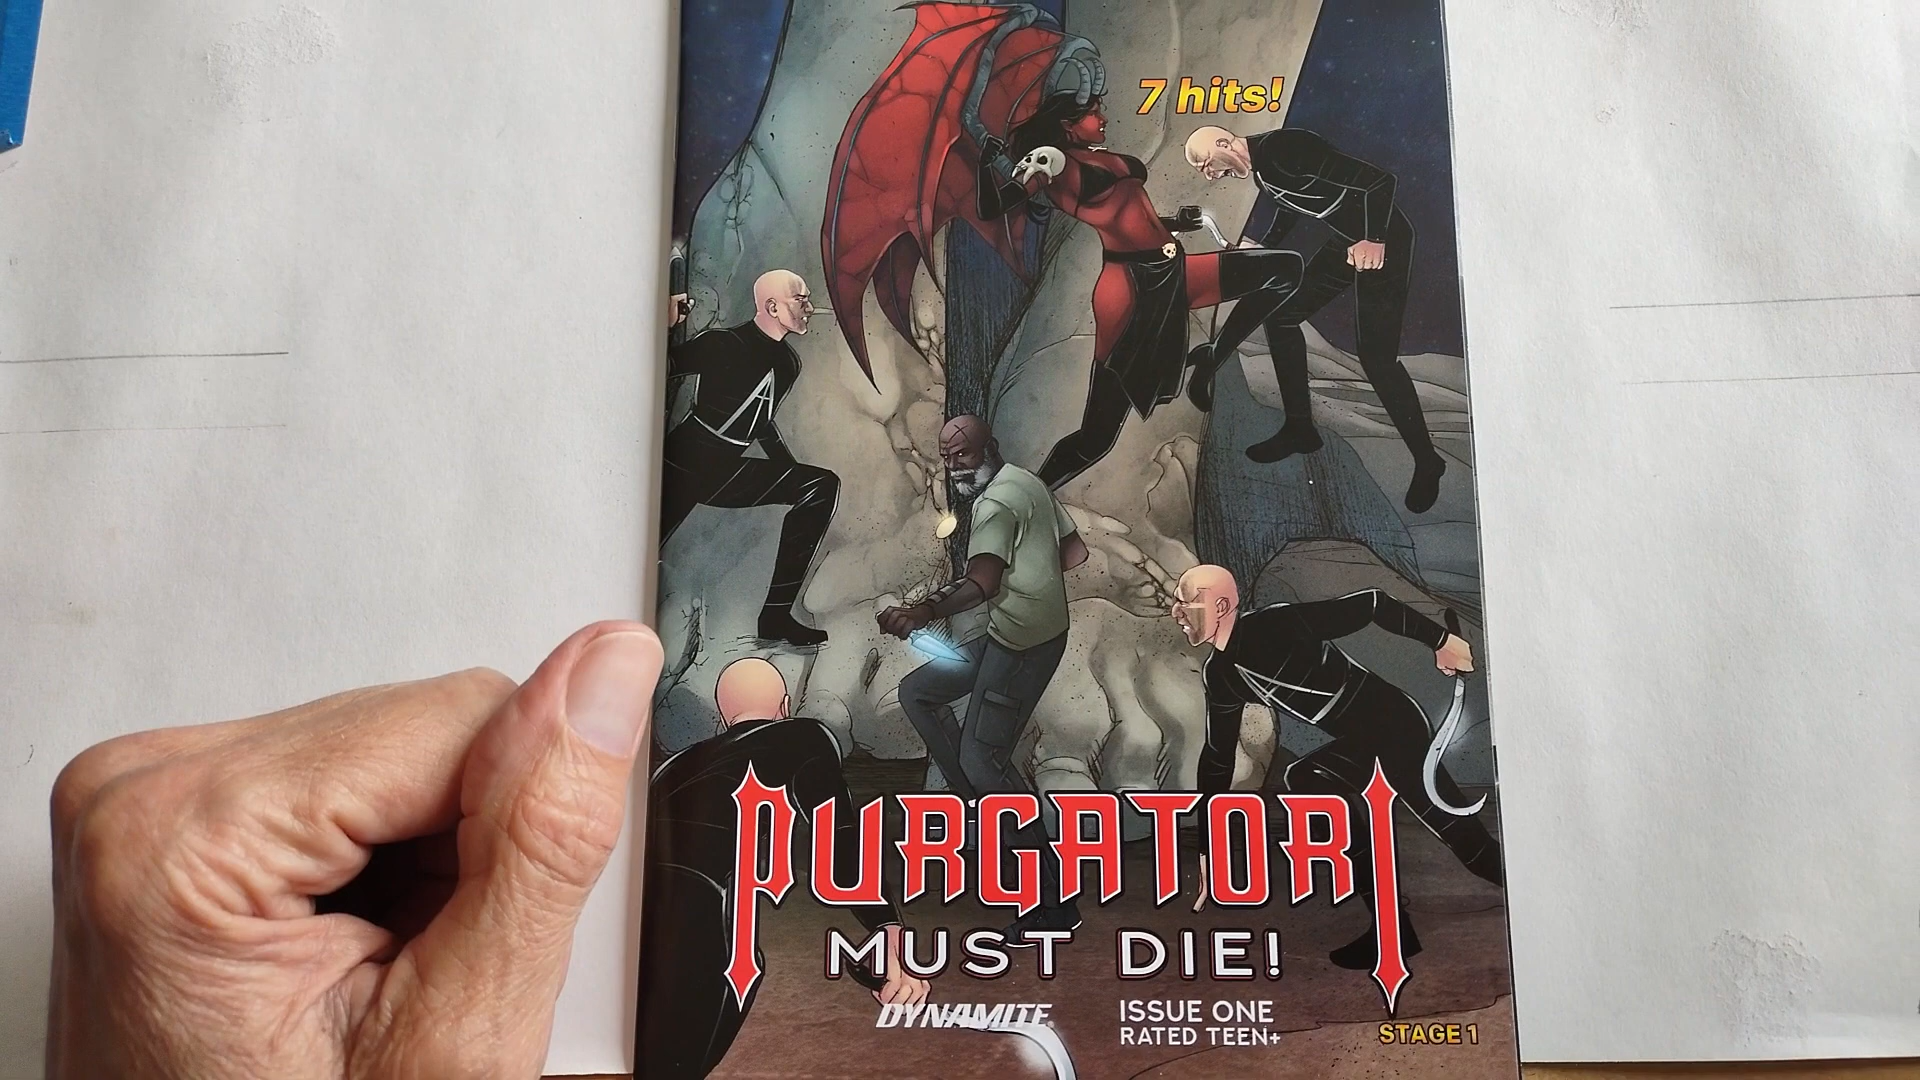 7 hits!
PURGATORI
MUST DIE!
DYNAMITE
ISSUE ONE
RATED TEEN+
STAGE 1